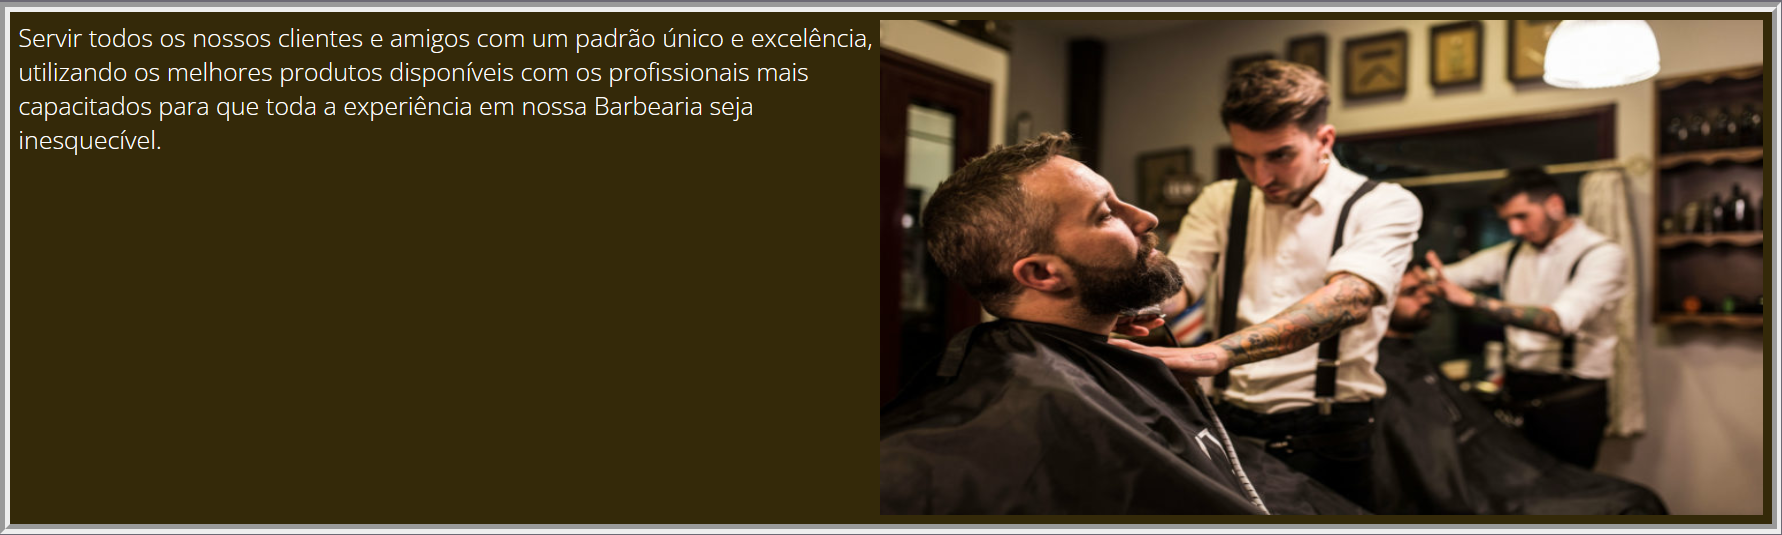 Servir todos os nossos clientes e amigos com um padrão único e excelência,
utilizando os melhores produtos disponíveis com os profissionais mais
capacitados para que toda a experiência em nossa Barbearia seja
inesquecível.